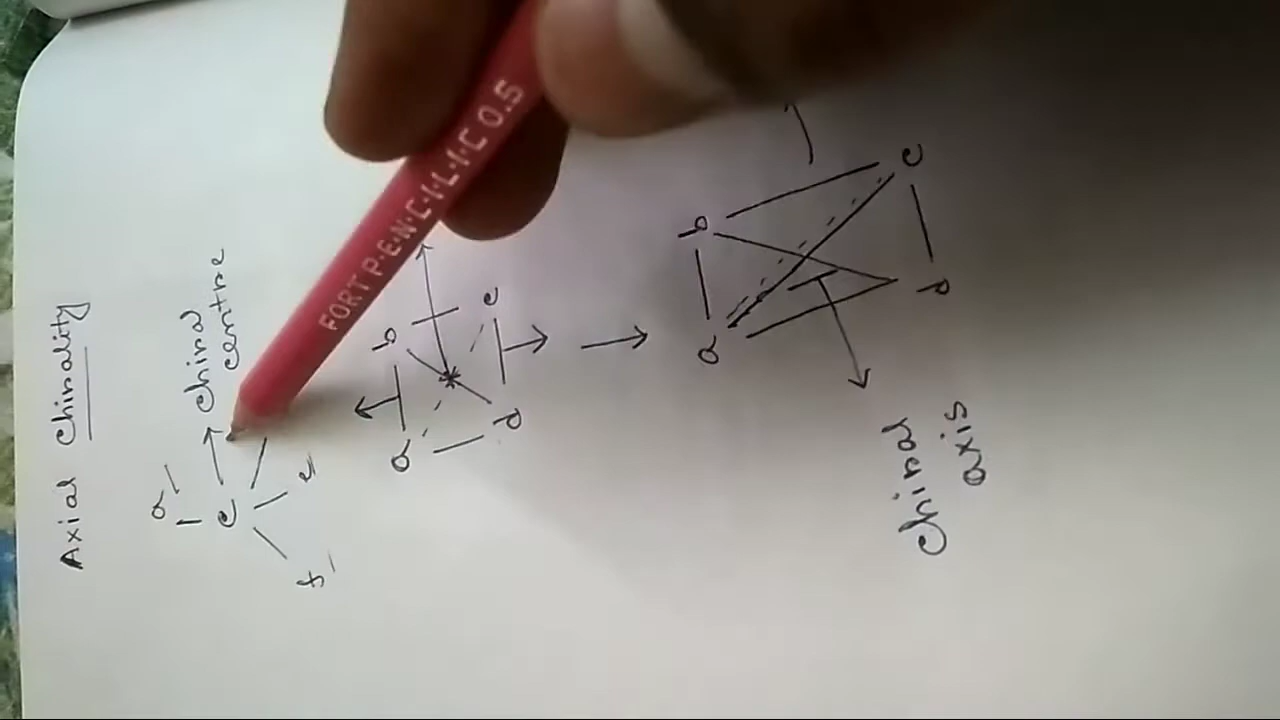 Axial Chirality
a
chiral
centre
C
e
f
b
c
a
d
b
c
a
d
chiral
axis
FORT P·E·N·C·I·L·I·C 0.5